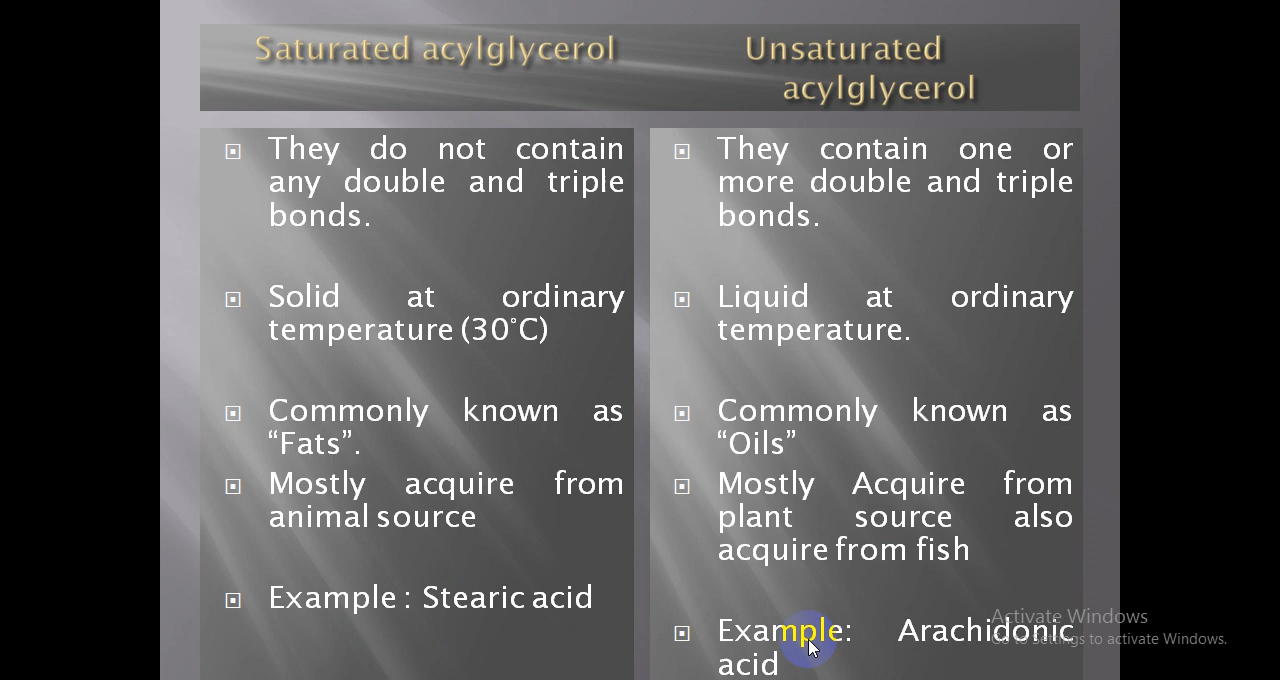 Saturated acylglycerol
Unsaturated
acylglycerol
They do not contain
any double and triple
bonds.
Solid at ordinary
temperature (30°C)
Commonly known as
“Fats”.
Mostly acquire from
animal source
Example : Stearic acid
They contain one or
more double and triple
bonds.
Liquid at ordinary
temperature.
Commonly known as
“Oils”
Mostly Acquire from
plant source also
acquire from fish
Example: Arachidonic
acid
Activate Windows
Go to Settings to activate Windows.